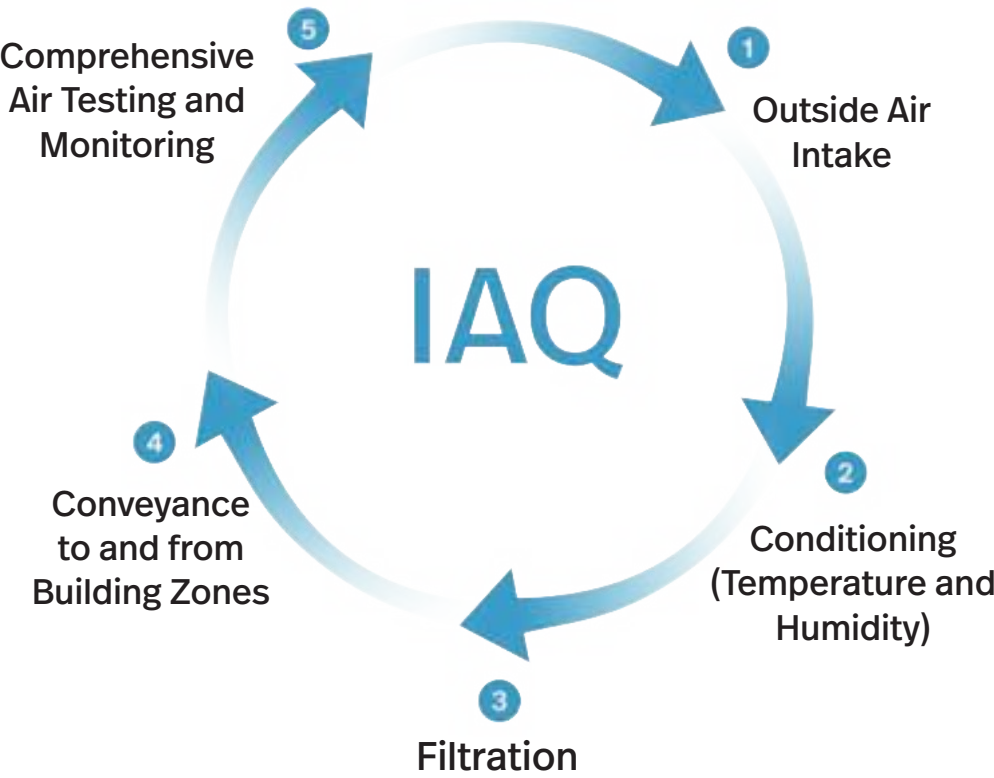 IAQ
1
Outside Air
Intake
2
Conditioning
(Temperature and
Humidity)
3
Filtration
4
Conveyance
to and from
Building Zones
5
Comprehensive
Air Testing and
Monitoring